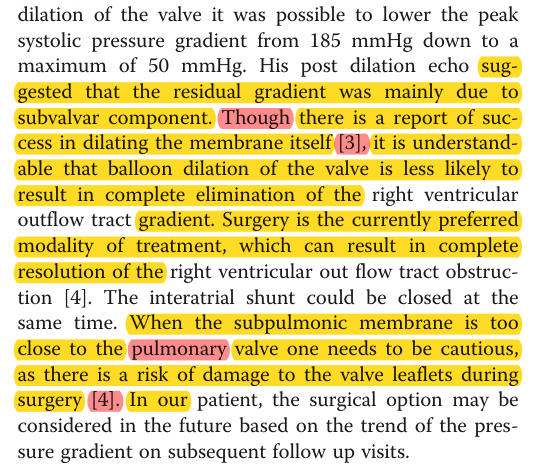 dilation of the valve it was possible to lower the peak
systolic pressure gradient from 185 mmHg down to a
maximum of 50 mmHg. His post dilation echo sug-
gested that the residual gradient was mainly due to
subvalvar component. Though there is a report of suc-
cess in dilating the membrane itself [3], it is understand-
able that balloon dilation of the valve is less likely to
result in complete elimination of the right ventricular
outflow tract gradient. Surgery is the currently preferred
modality of treatment, which can result in complete
resolution of the right ventricular out flow tract obstruc-
tion [4]. The interatrial shunt could be closed at the
same time. When the subpulmonic membrane is too
close to the pulmonary valve one needs to be cautious,
as there is a risk of damage to the valve leaflets during
surgery [4]. In our patient, the surgical option may be
considered in the future based on the trend of the pres-
sure gradient on subsequent follow up visits.